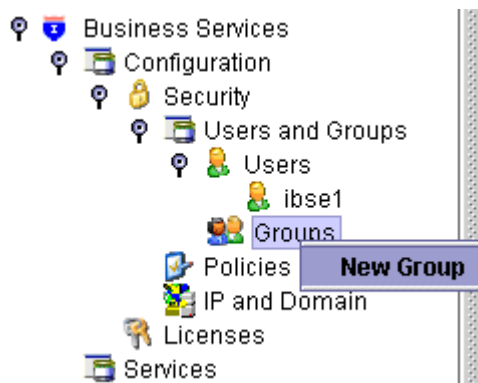 Business Services
Configuration
Security
Users and Groups
Users
ibse1
Groups
New Group
Policies
IP and Domain
Licenses
Services